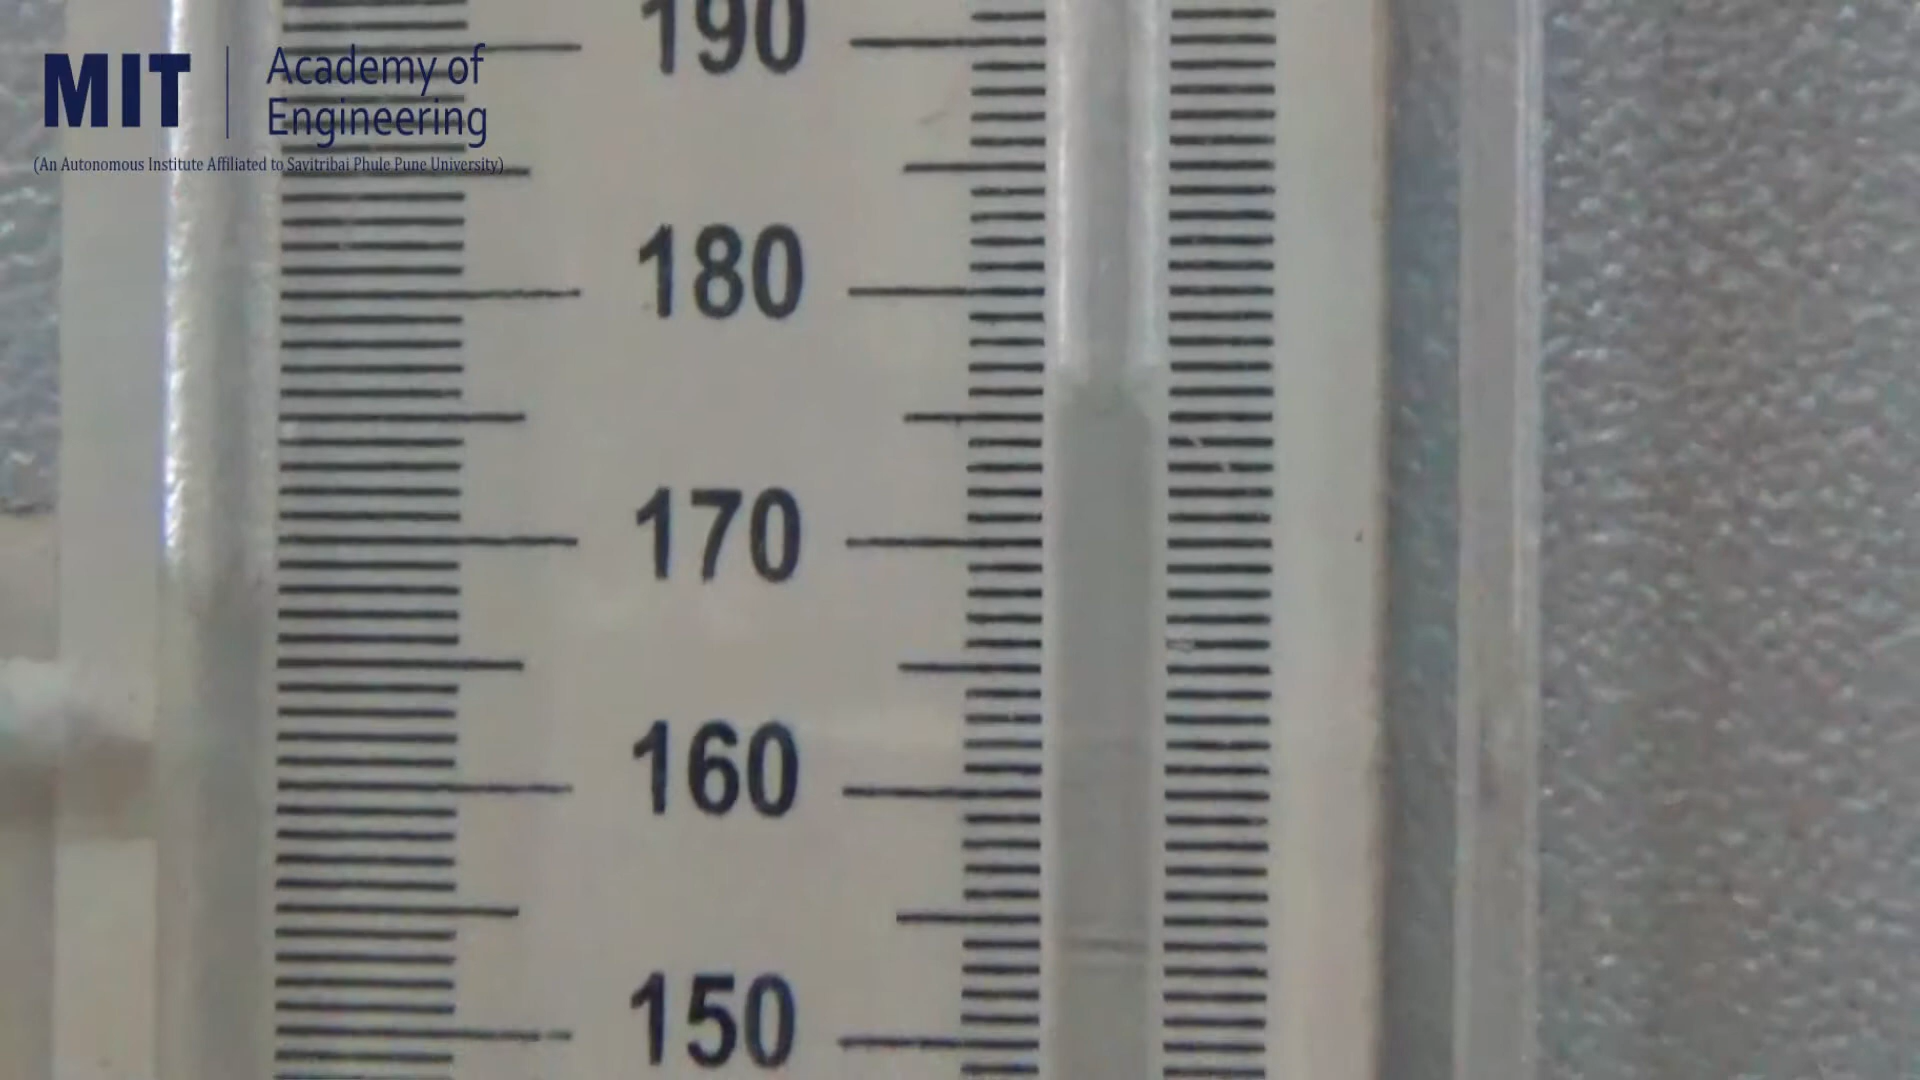 MIT
Academy of
Engineering
(An Autonomous Institute Affiliated to Savitribai Phule Pune University)
190
180
170
160
150